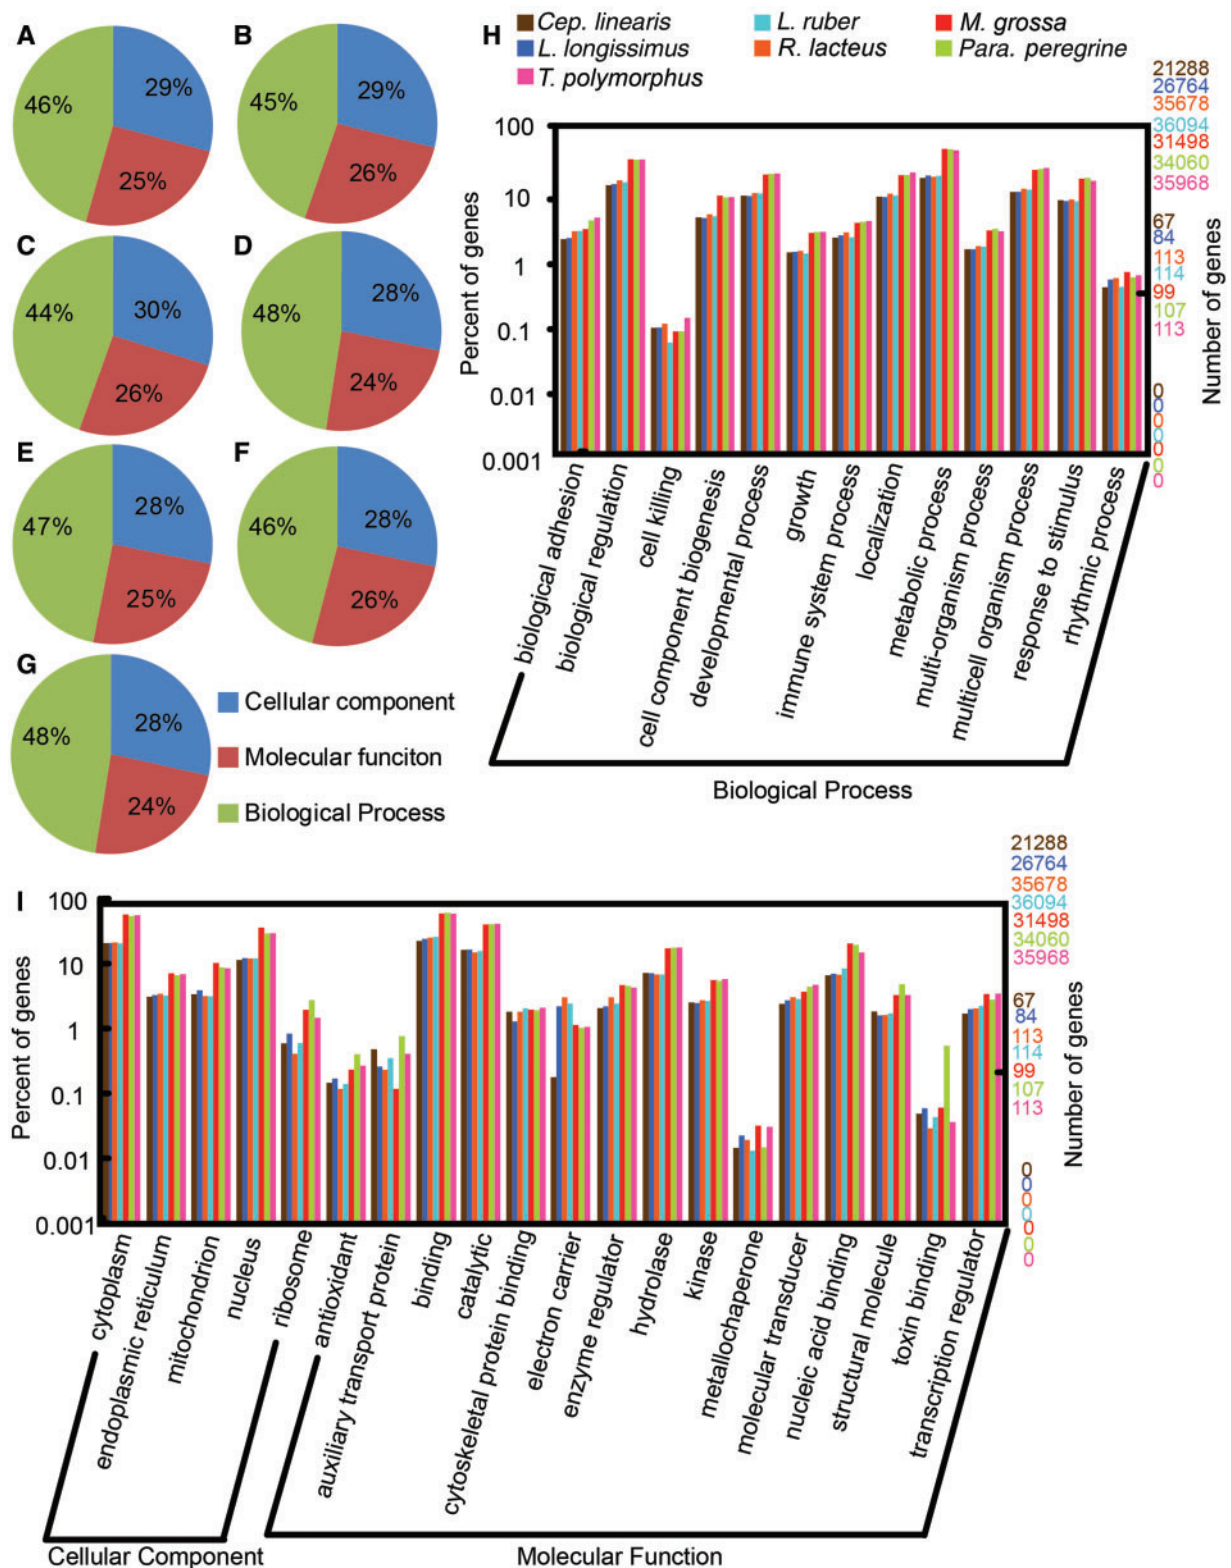 A
46%
29%
25%
B
45%
29%
26%
C
44%
30%
26%
D
48%
28%
24%
E
47%
28%
25%
F
46%
28%
26%
G
48%
28%
24%
Cellular component
Molecular funciton
Biological Process
H
Cep. linearis
L. ruber
M. grossa
L. longissimus
R. lacteus
Para. peregrine
T. polymorphus
Percent of genes
100
10
1
0.1
0.01
0.001
21288
26764
35678
36094
31498
34060
35968
67
84
113
114
99
107
113
0
0
0
0
0
0
0
Number of genes
biological adhesion
biological regulation
cell killing
cell component biogenesis
developmental process
growth
immune system process
localization
metabolic process
multi-organism process
multicell organism process
response to stimulus
rhythmic process
Biological Process
I
Percent of genes
100
10
1
0.1
0.01
0.001
21288
26764
35678
36094
31498
34060
35968
67
84
113
114
99
107
113
0
0
0
0
0
0
0
Number of genes
cytoplasm
endoplasmic reticulum
mitochondrion
nucleus
ribosome
antioxidant
auxiliary transport protein
binding
catalytic
cytoskeletal protein binding
electron carrier
enzyme regulator
hydrolase
kinase
metallochaperone
molecular transducer
nucleic acid binding
structural molecule
toxin binding
transcription regulator
Cellular Component
Molecular Function